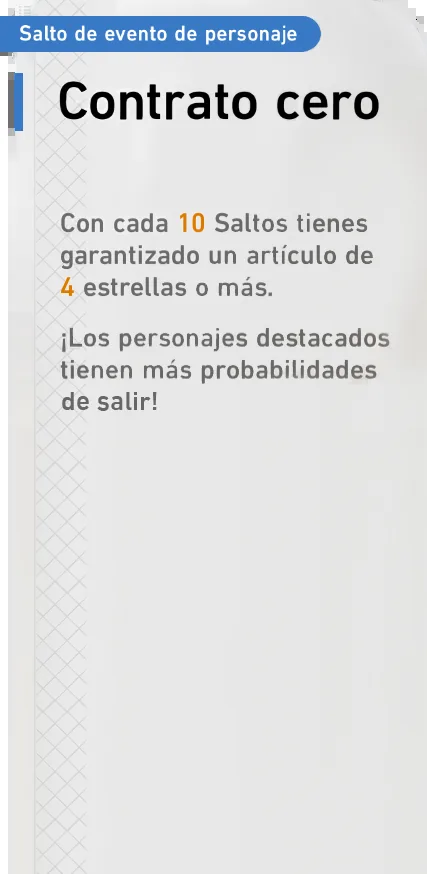 Salto de evento de personaje
Contrato cero
Con cada 10 Saltos tienes
garantizado un artículo de
4 estrellas o más.
¡Los personajes destacados
tienen más probabilidades
de salir!